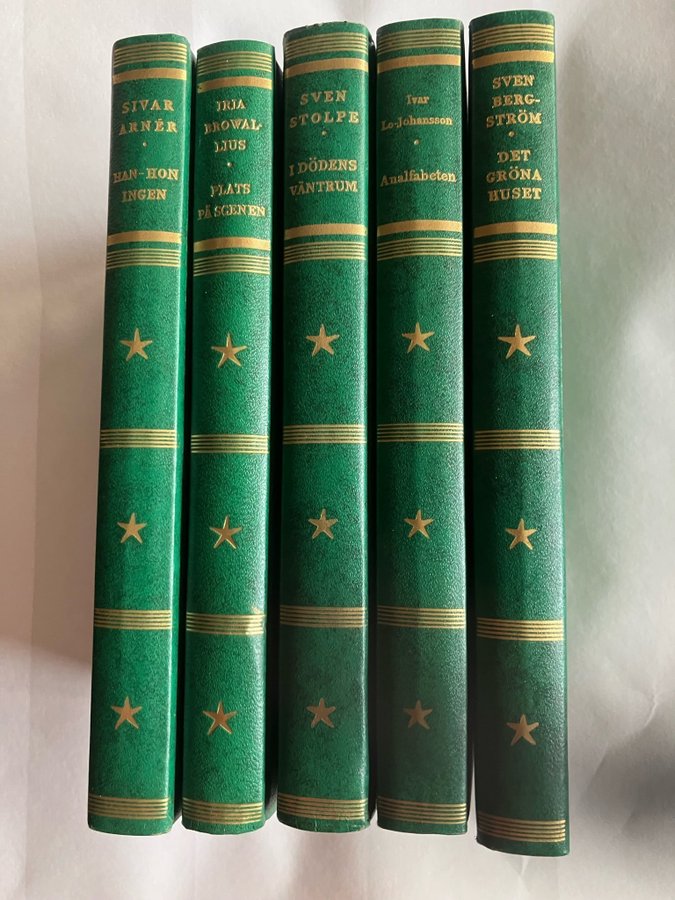 SIVAR
ARNÉR
HAN-HON
INGEN
IRJA
BROWAL-
LIUS
PLATS
PÅ SCENEN
SVEN
STOLPE
I DÖDENS
VÄNTRUM
Ivar
Lo-Johansson
Analfabeten
SVEN
BERG-
STRÖM
DET
GRÖNA
HUSET